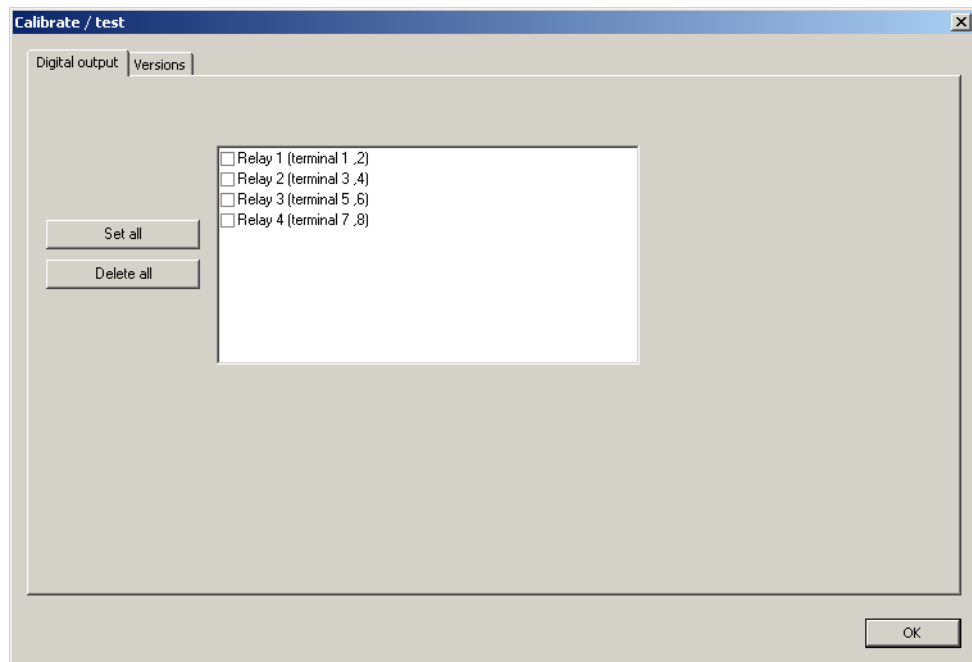 Calibrate / test
Digital output
Versions
Relay 1 (terminal 1 ,2)
Relay 2 (terminal 3 ,4)
Relay 3 (terminal 5 ,6)
Relay 4 (terminal 7 ,8)
Set all
Delete all
OK